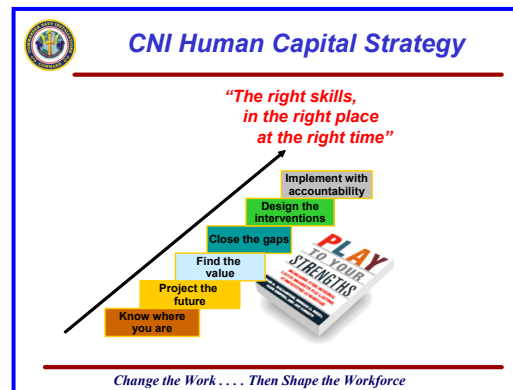 CNI Human Capital Strategy
“The right skills,
in the right place
at the right time”
Implement with
accountability
Design the
interventions
Close the gaps
Find the
value
Project the
future
Know where
you are
PLAY
TO YOUR
STRENGTHS
Change the Work . . . . Then Shape the Workforce